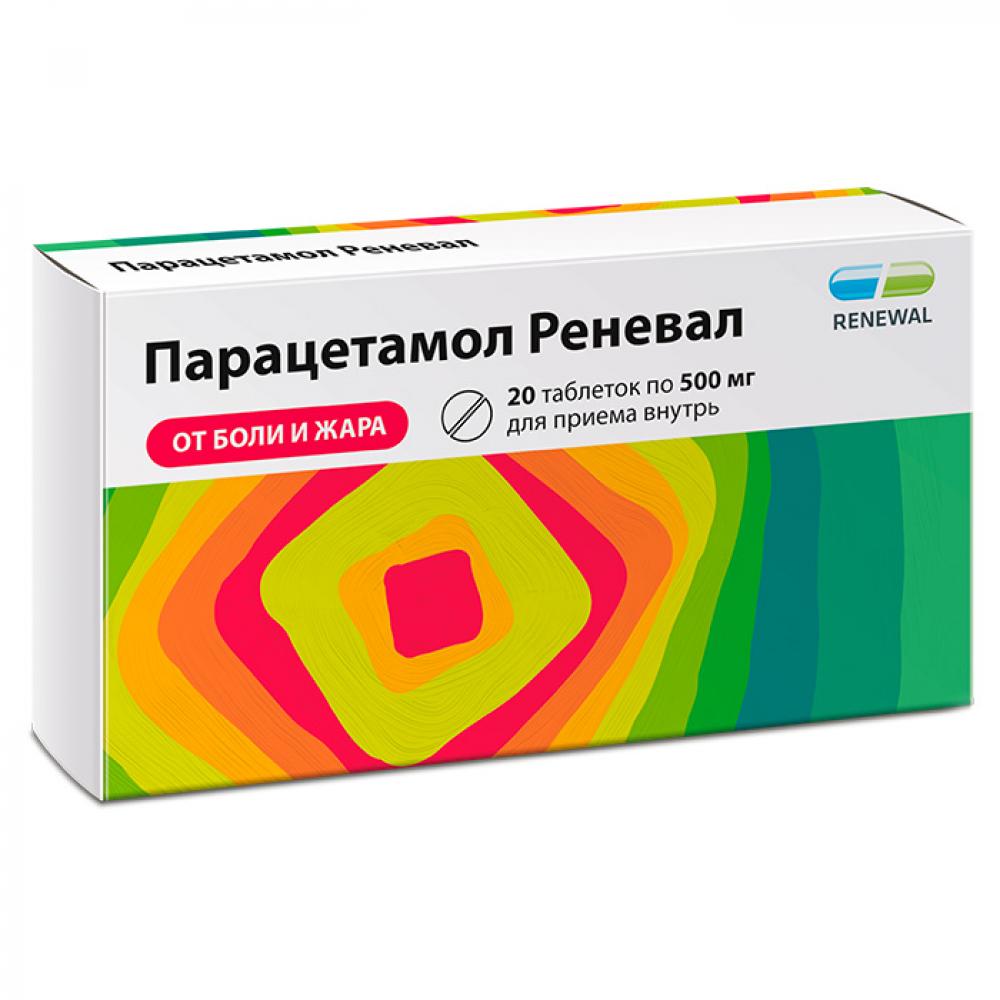 Парацетамол Реневал
RENEWAL
Парацетамол Реневал
ОТ БОЛИ И ЖАРА
20 таблеток по 500 мг
для приема внутрь